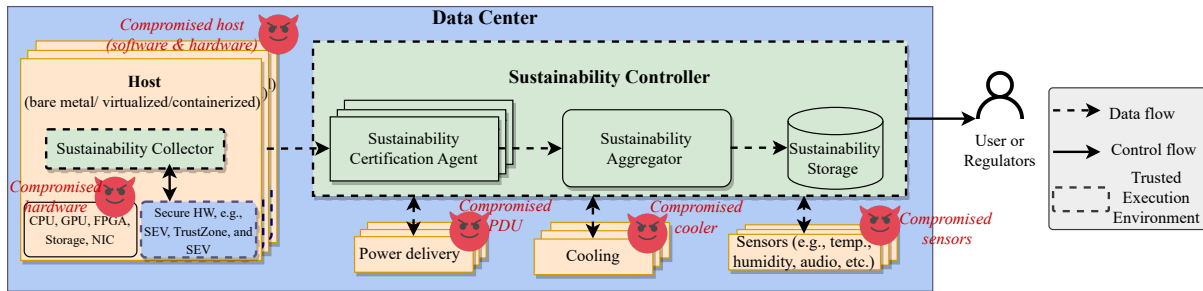 Data Center
Compromised host
(software & hardware)
Host
(bare metal/ virtualized/containerized)
Sustainability Collector
Compromised
hardware
CPU, GPU, FPGA,
Storage, NIC
Secure HW, e.g.,
SEV, TrustZone, and
SEV
Sustainability Controller
Sustainability
Certification Agent
Sustainability
Aggregator
Sustainability
Storage
Compromised
PDU
Power delivery
Compromised
cooler
Cooling
Compromised
sensors
Sensors (e.g., temp.,
humidity, audio, etc.)
User or
Regulators
Data flow
Control flow
Trusted
Execution
Environment